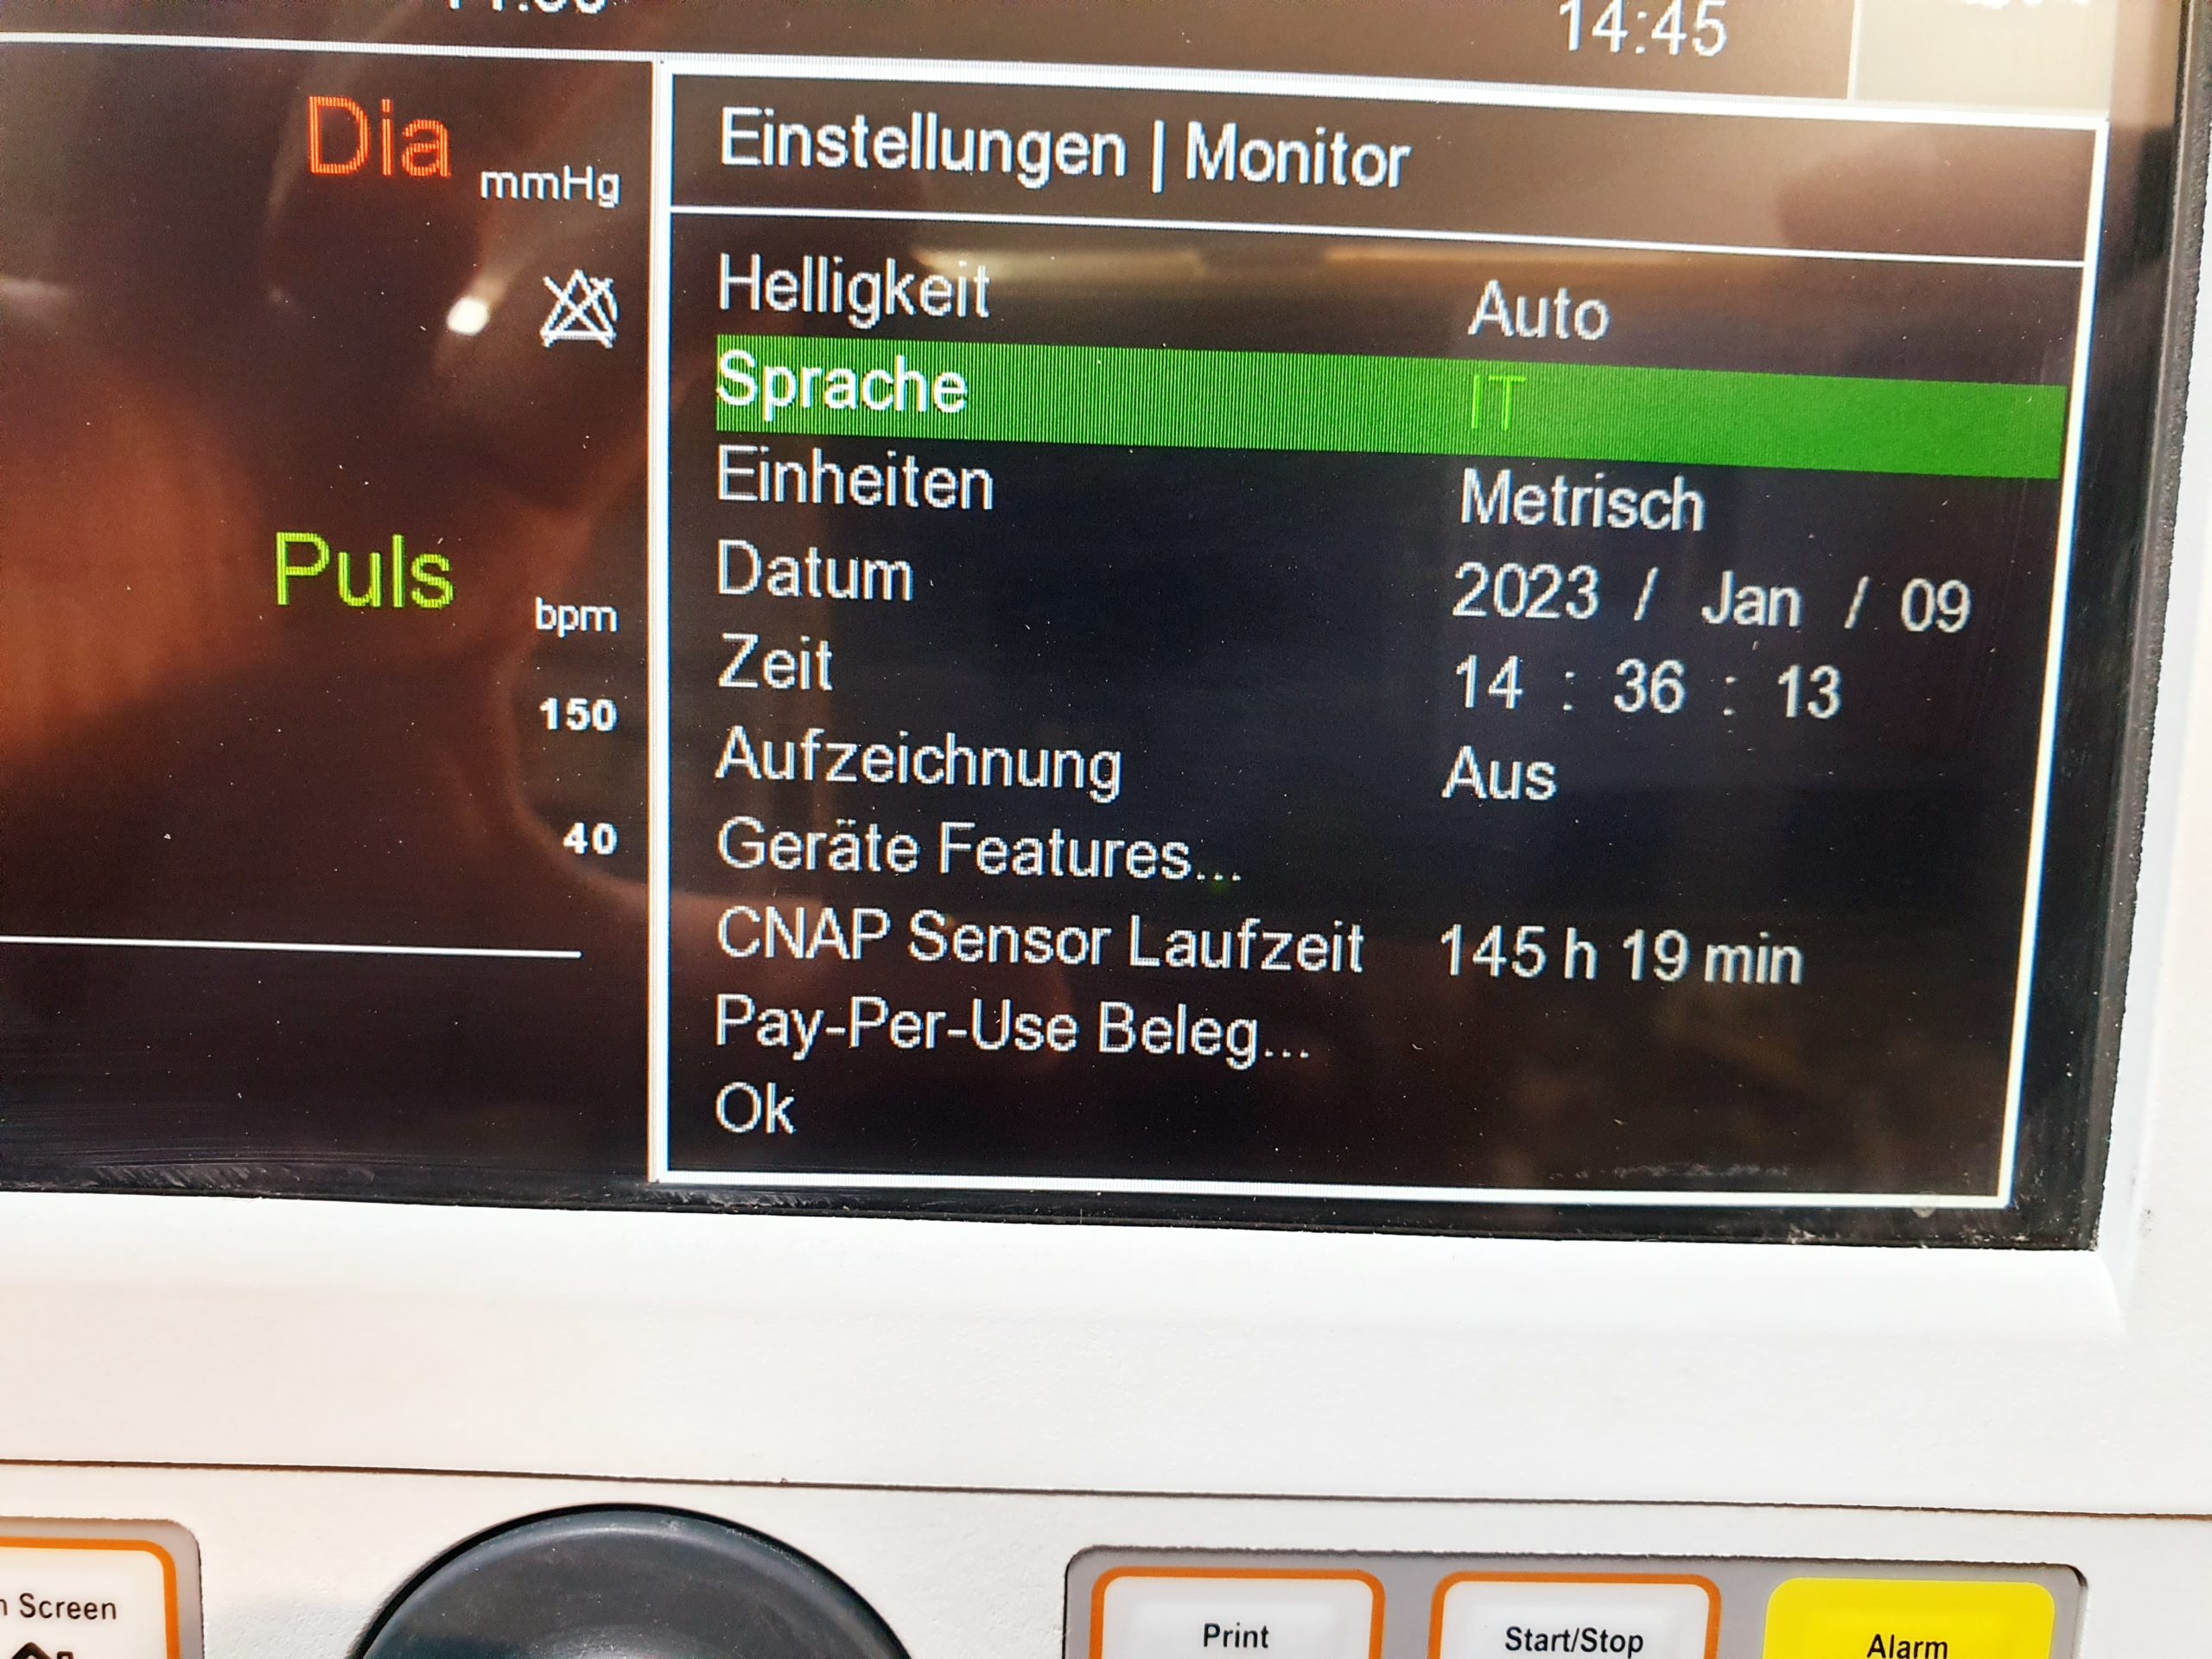 14:45
Dia mmHg
Puls
bpm
150
40
Einstellungen | Monitor
Helligkeit Auto
Sprache IT
Einheiten Metrisch
Datum 2023 / Jan / 09
Zeit 14 : 36 : 13
Aufzeichnung Aus
Geräte Features...
CNAP Sensor Laufzeit 145 h 19 min
Pay-Per-Use Beleg...
Ok
Screen
Print
Start/Stop
Alarm